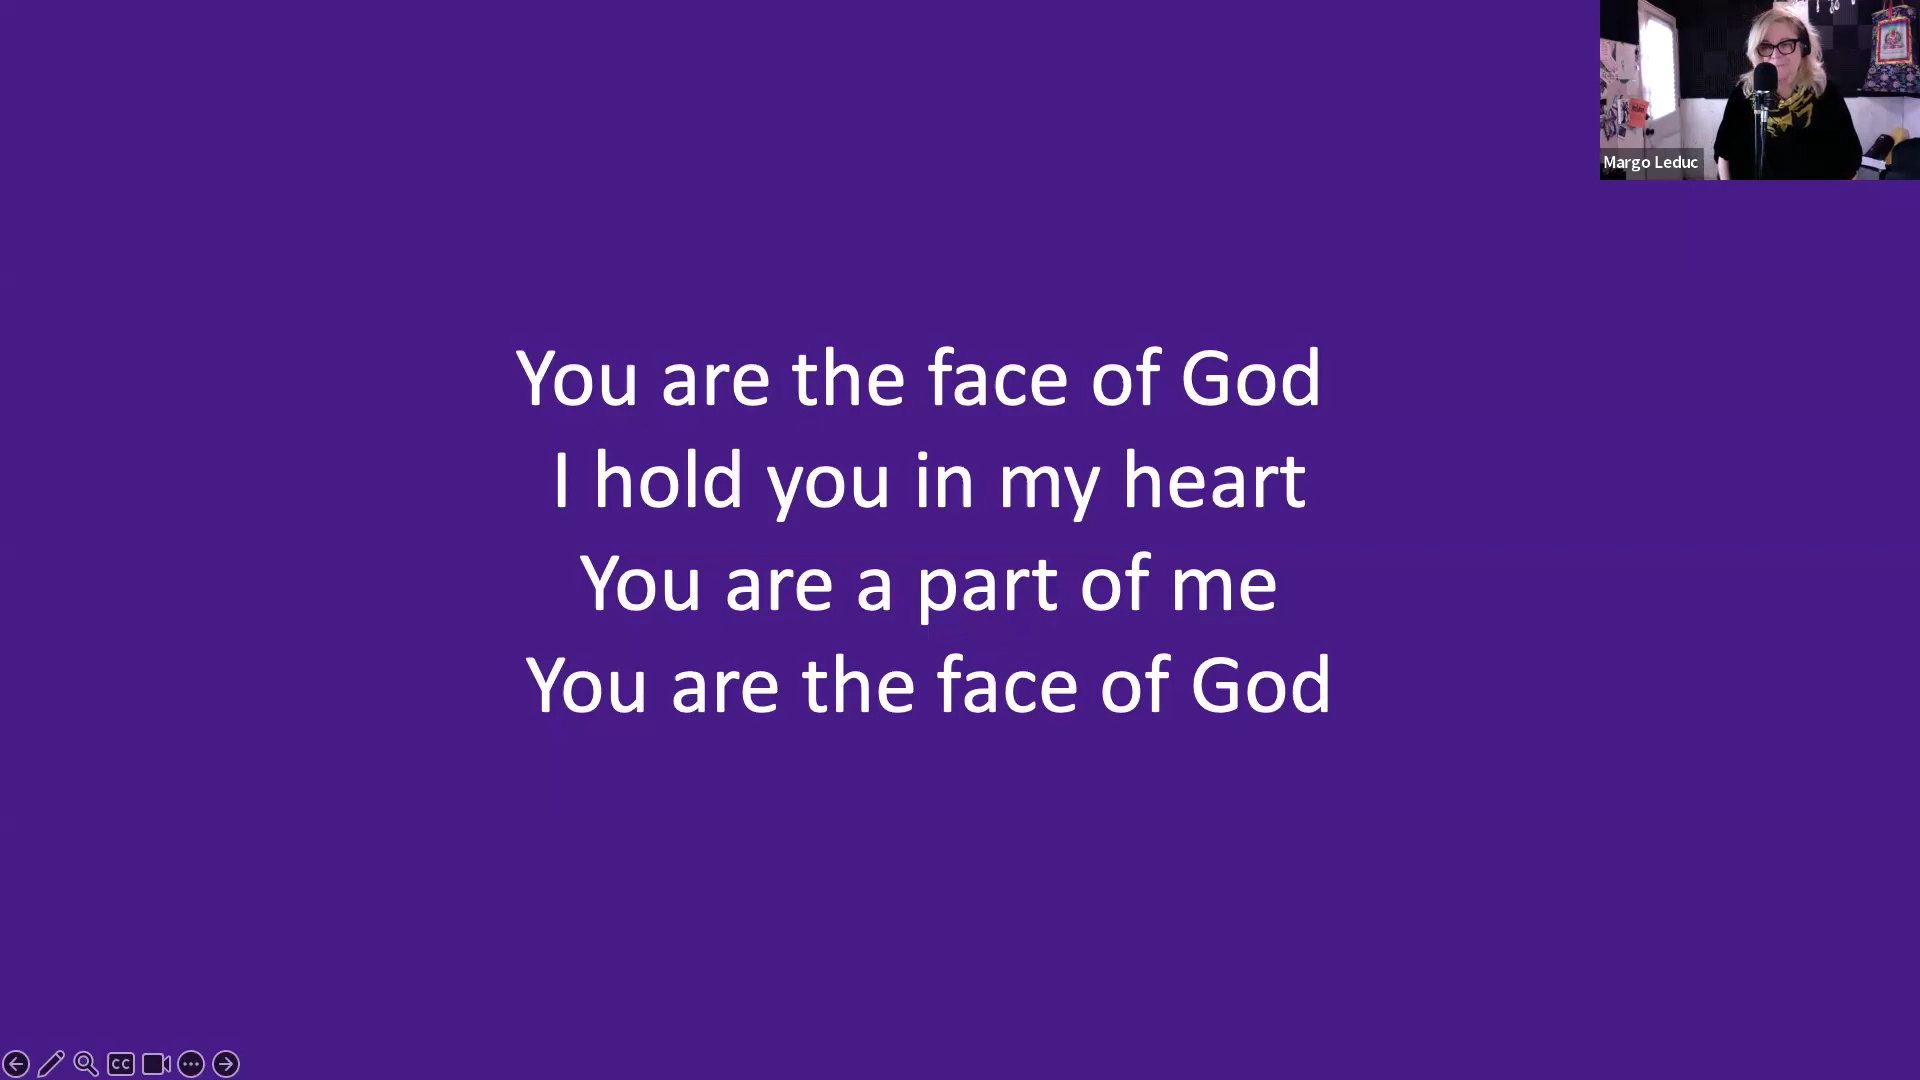 Margo Leduc
You are the face of God
I hold you in my heart
You are a part of me
You are the face of God
CC